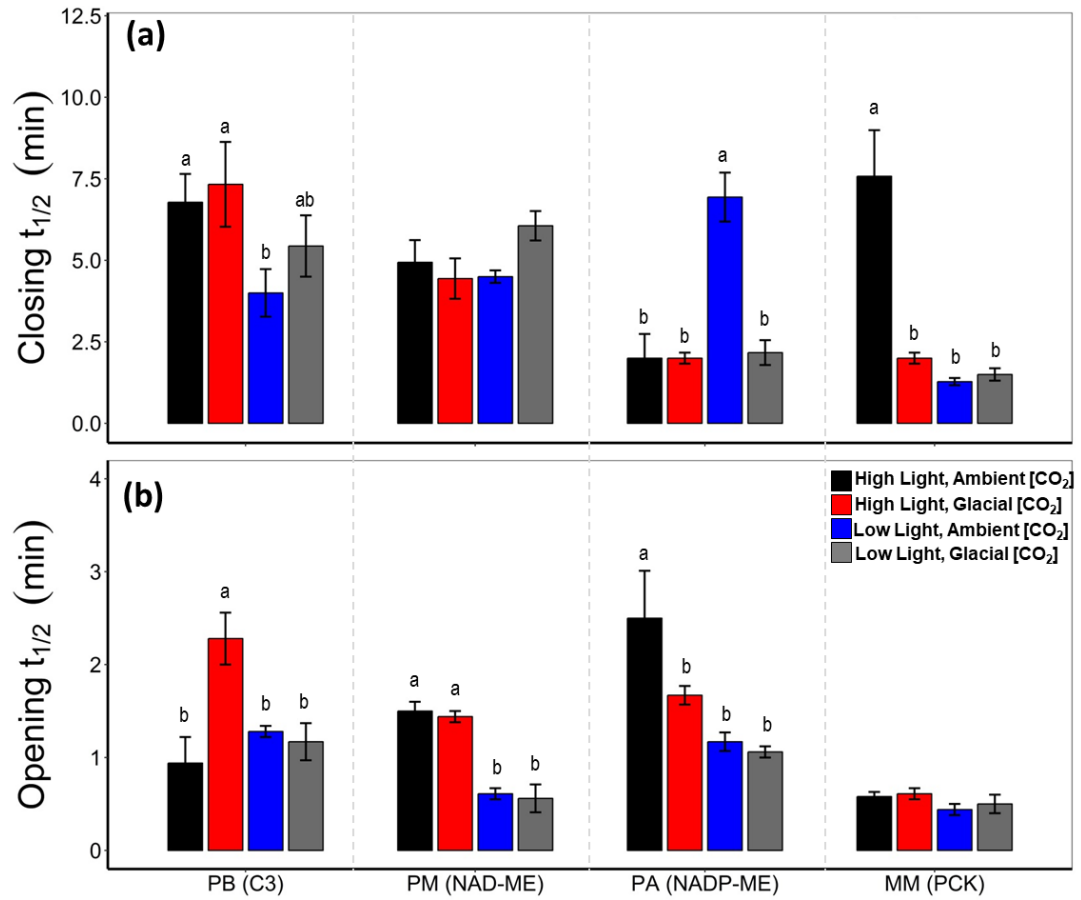 (a)
Closing t1/2 (min)
12.5
10.0
7.5
5.0
2.5
0.0
a
a
b
ab
b
b
a
b
a
b
b
b
(b)
Opening t1/2 (min)
4
3
2
1
0
b
a
b
b
a
a
b
b
a
b
b
b
High Light, Ambient [CO2]
High Light, Glacial [CO2]
Low Light, Ambient [CO2]
Low Light, Glacial [CO2]
PB (C3)
PM (NAD-ME)
PA (NADP-ME)
MM (PCK)